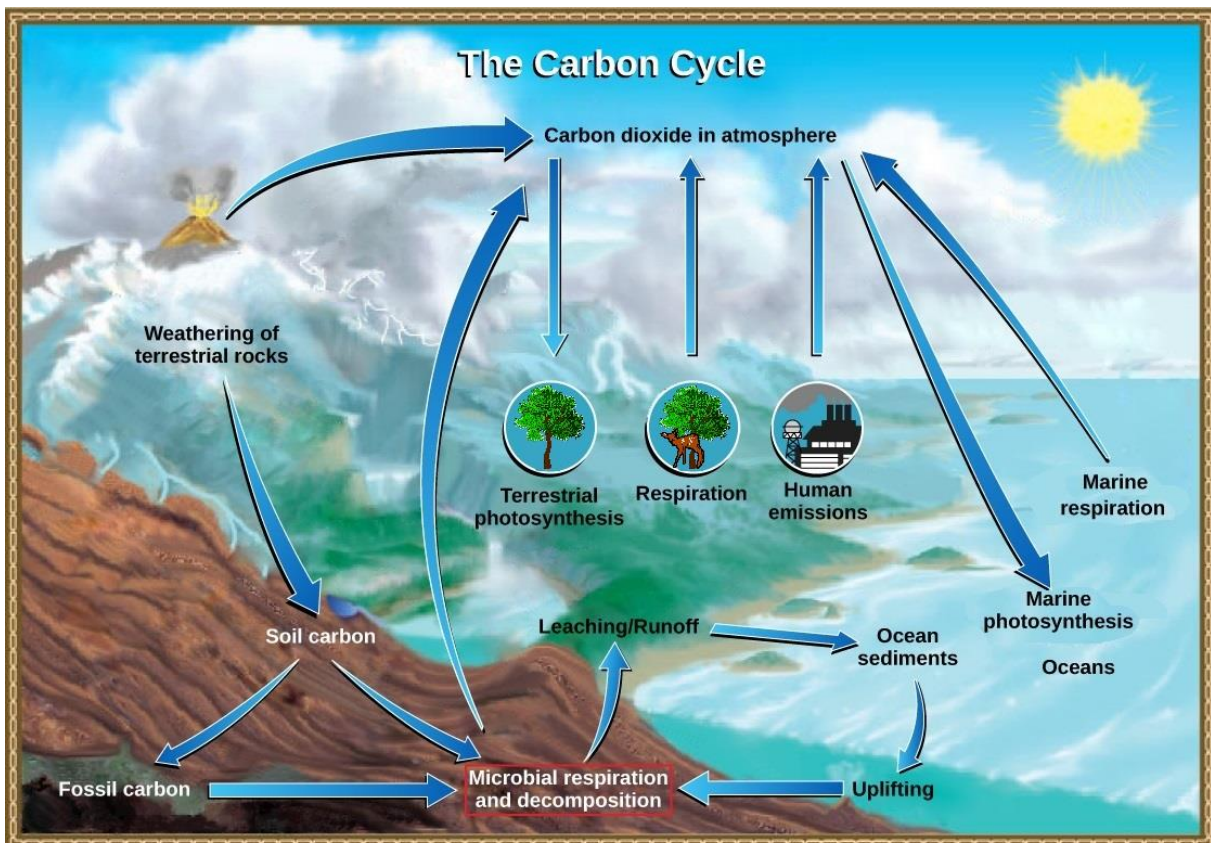 The Carbon Cycle
Carbon dioxide in atmosphere
Weathering of
terrestrial rocks
Terrestrial
photosynthesis
Respiration
Human
emissions
Marine
respiration
Marine
photosynthesis
Oceans
Soil carbon
Leaching/Runoff
Ocean
sediments
Fossil carbon
Microbial respiration
and decomposition
Uplifting